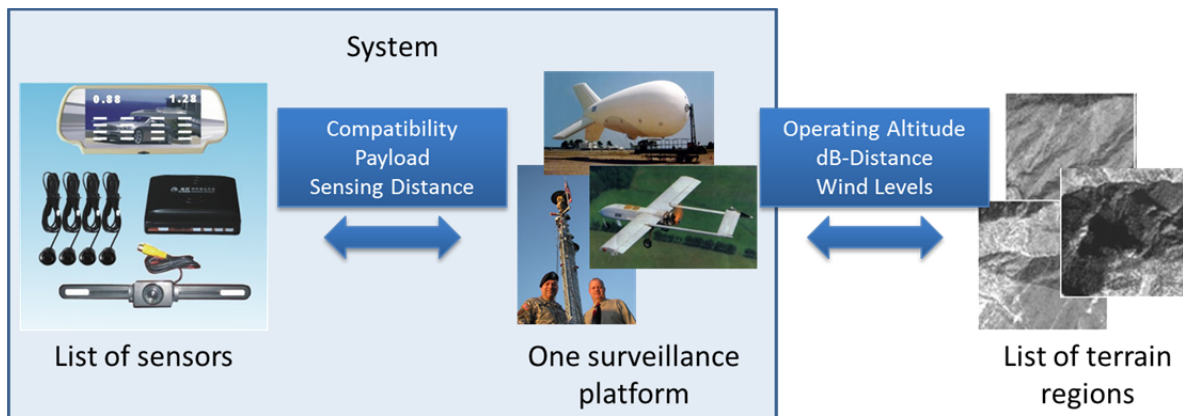 System
0.88 1.28
Compatibility
Payload
Sensing Distance
Operating Altitude
dB-Distance
Wind Levels
List of sensors
One surveillance
platform
List of terrain
regions